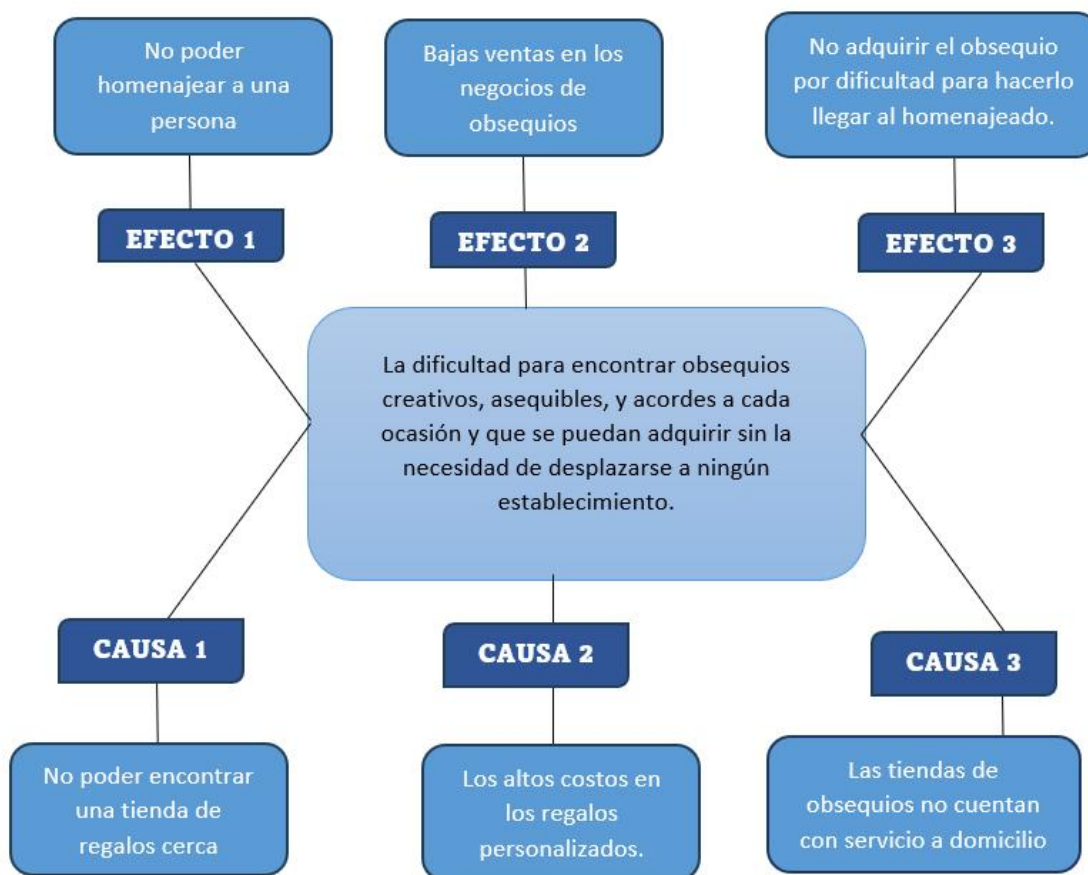 No poder
homenajear a una
persona
Bajas ventas en los
negocios de
obsequios
No adquirir el obsequio
por dificultad para hacerlo
llegar al homenajeado.
EFECTO 1
EFECTO 2
EFECTO 3
La dificultad para encontrar obsequios
creativos, asequibles, y acordes a cada
ocasión y que se puedan adquirir sin la
necesidad de desplazarse a ningún
establecimiento.
CAUSA 1
CAUSA 2
CAUSA 3
No poder encontrar
una tienda de
regalos cerca
Los altos costos en
los regalos
personalizados.
Las tiendas de
obsequios no cuentan
con servicio a domicilio